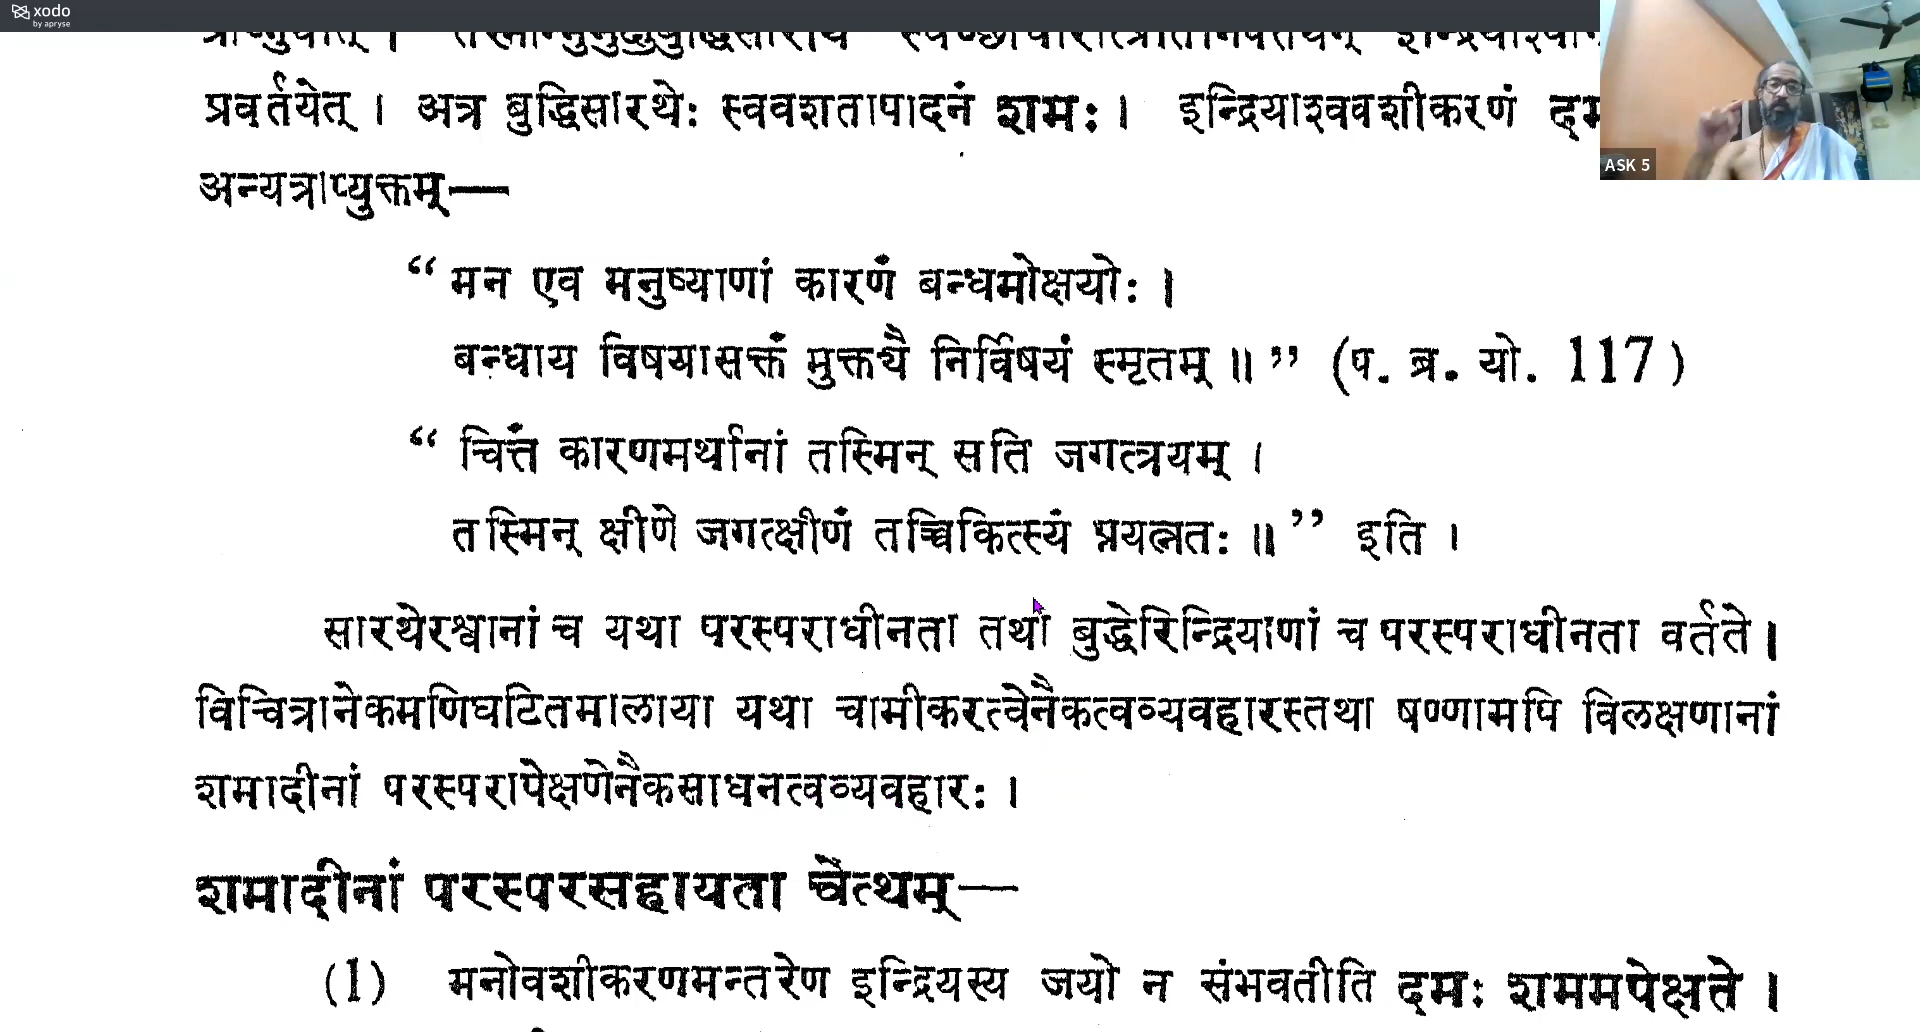 xodo
by apryse
प्रवर्तयेत् । अत्र बुद्धिसारथेः स्ववशतापादनं शमः । इन्द्रियाश्ववशीकरणं
ASK 5
अन्यत्राप्युक्तम्—
“ मन एव मनुष्याणां कारणं बन्धमोक्षयोः ।
बन्धाय विषयासक्तं मुक्त्यै निर्विषयं स्मृतम् ॥ ” (प. ब्र. यो. 117 )
“ चित्तं कारणमर्थानां तस्मिन् सति जगत्त्रयम् ।
तस्मिन् क्षीणे जगत्क्षीणं तच्चिकित्स्यं प्रयत्नतः ॥ ” इति ।
सारथेरश्वानां च यथा परस्पराधीनता तथा बुद्धेरिन्द्रियाणां च परस्पराधीनता वर्तते ।
विचित्रानेकमणिघटितमालाया यथा चामीकरत्वेनैकत्वव्यवहारस्तथा षण्णामपि विलक्षणानां
शमादीनां परस्परापेक्षणेनैकसाधनत्वव्यवहारः ।
शमादीनां परस्परसहायता चेत्थम्—
(1) मनोवशीकरणमन्तरेण इन्द्रियस्य जयो न संभवतीति दमः शममपेक्षते ।